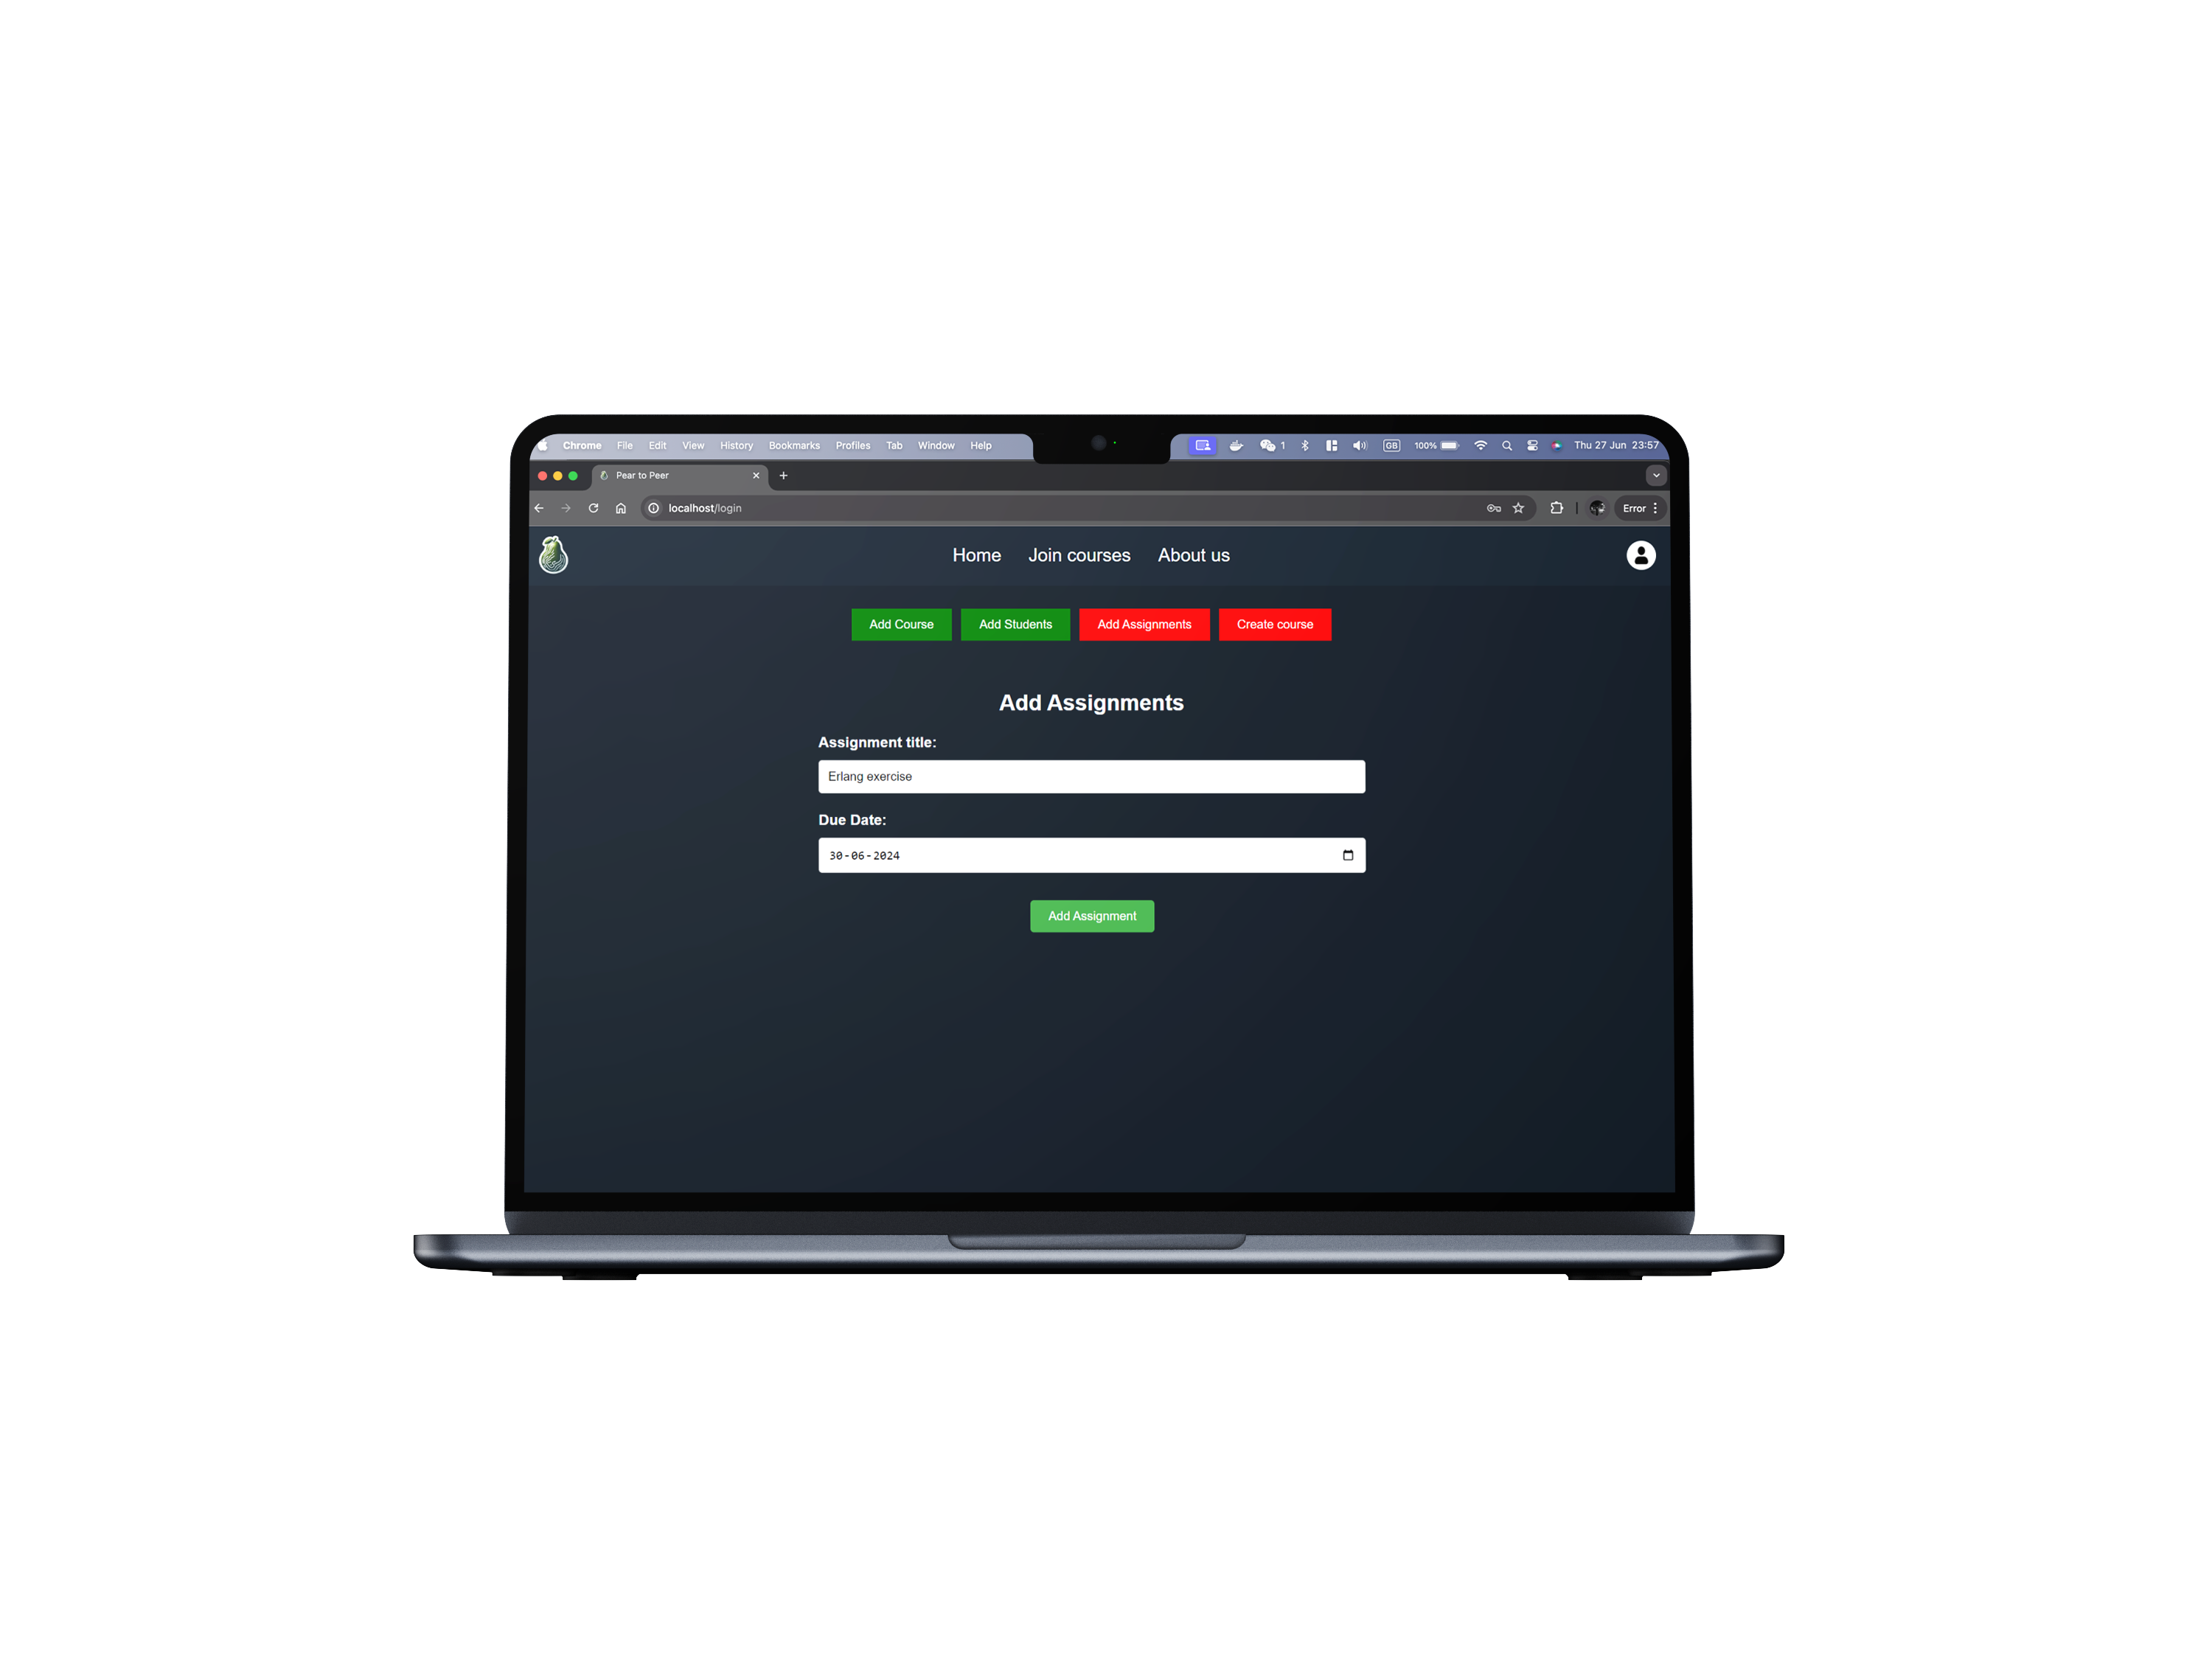 Chrome File Edit View History Bookmarks Profiles Tab Window Help 1 GB 100% Thu 27 Jun 23:57
Pear to Peer
localhost/login Error
Home Join courses About us
Add Course Add Students Add Assignments Create course
Add Assignments
Assignment title:
Erlang exercise
Due Date:
30-06-2024
Add Assignment